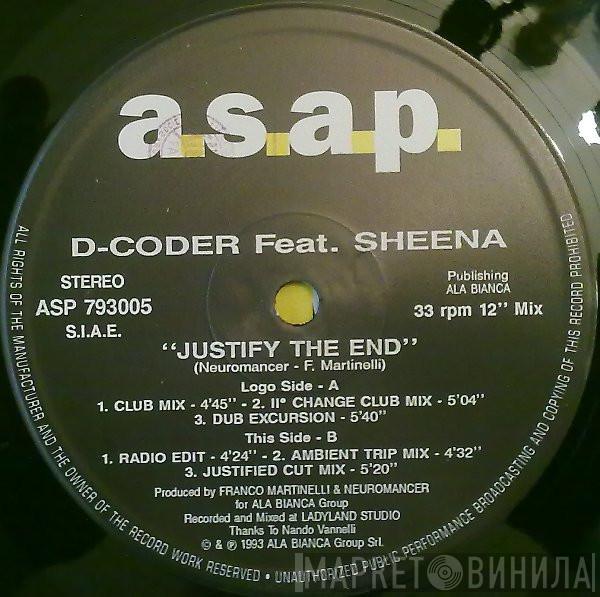 a.s.a.p.
D-CODER Feat. SHEENA
STEREO
ASP 793005
S.I.A.E.
Publishing
ALA BIANCA
33 rpm 12'' Mix
“JUSTIFY THE END”
(Neuromancer - F. Martinelli)
Logo Side - A
1. CLUB MIX - 4'45'' - 2. II° CHANGE CLUB MIX - 5'04''
3. DUB EXCURSION - 5'40''
This Side - B
1. RADIO EDIT - 4'24'' - 2. AMBIENT TRIP MIX - 4'32''
3. JUSTIFIED CUT MIX - 5'20''
Produced by FRANCO MARTINELLI & NEUROMANCER
for ALA BIANCA Group
Recorded and Mixed at LADYLAND STUDIO
Thanks To Nando Vannelli
© & ℗ 1993 ALA BIANCA Group Srl.
ALL RIGHTS OF THE MANUFACTURER AND THE OWNER OF THE RECORD WORK RESERVED • UNAUTHORIZED PUBLIC PERFORMANCE BROADCASTING AND COPYING OF THIS RECORD PROHIBITED
МАРКЕТ ВИНИЛА